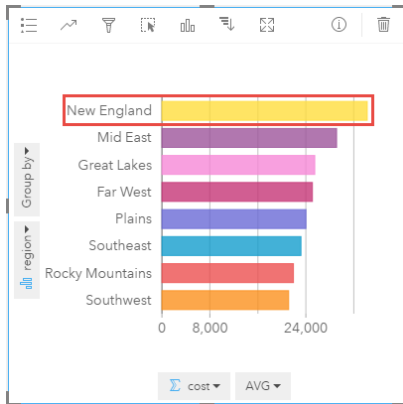 New England
Mid East
Great Lakes
Far West
Plains
Southeast
Rocky Mountains
Southwest
0 8,000 24,000
Group by
region
Σ cost AVG